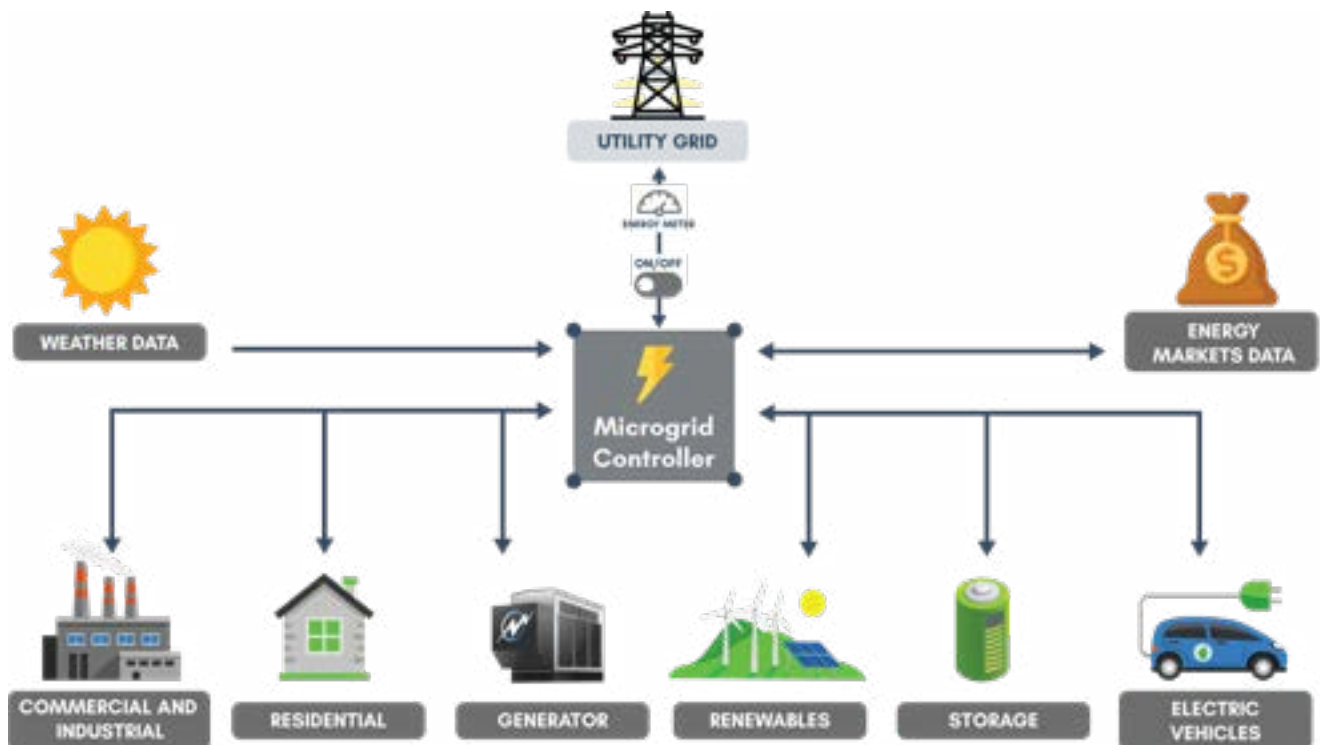 UTILITY GRID
ENERGY METER
ON/OFF
WEATHER DATA
ENERGY
MARKETS DATA
Microgrid
Controller
COMMERCIAL AND
INDUSTRIAL
RESIDENTIAL
GENERATOR
RENEWABLES
STORAGE
ELECTRIC
VEHICLES